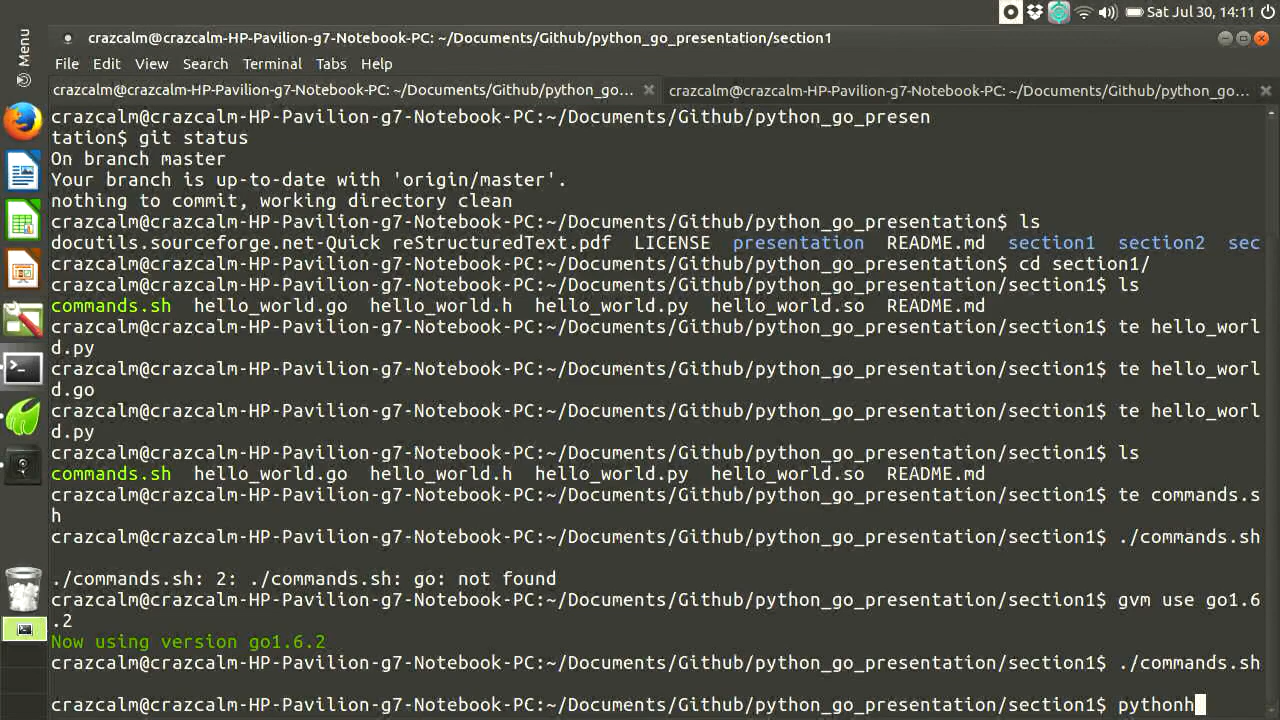 Sat Jul 30, 14:11
Menu
crazcalm@crazcalm-HP-Pavilion-g7-Notebook-PC: ~/Documents/Github/python_go_presentation/section1
File Edit View Search Terminal Tabs Help
crazcalm@crazcalm-HP-Pavilion-g7-Notebook-PC: ~/Documents/Github/python_go... crazcalm@crazcalm-HP-Pavilion-g7-Notebook-PC: ~/Documents/Github/python_go...
crazcalm@crazcalm-HP-Pavilion-g7-Notebook-PC:~/Documents/Github/python_go_presen
tation$ git status
On branch master
Your branch is up-to-date with 'origin/master'.
nothing to commit, working directory clean
crazcalm@crazcalm-HP-Pavilion-g7-Notebook-PC:~/Documents/Github/python_go_presentation$ ls
docutils.sourceforge.net-Quick reStructuredText.pdf LICENSE presentation README.md section1 section2 sec
crazcalm@crazcalm-HP-Pavilion-g7-Notebook-PC:~/Documents/Github/python_go_presentation$ cd section1/
crazcalm@crazcalm-HP-Pavilion-g7-Notebook-PC:~/Documents/Github/python_go_presentation/section1$ ls
commands.sh hello_world.go hello_world.h hello_world.py hello_world.so README.md
crazcalm@crazcalm-HP-Pavilion-g7-Notebook-PC:~/Documents/Github/python_go_presentation/section1$ te hello_worl
d.py
crazcalm@crazcalm-HP-Pavilion-g7-Notebook-PC:~/Documents/Github/python_go_presentation/section1$ te hello_worl
d.go
crazcalm@crazcalm-HP-Pavilion-g7-Notebook-PC:~/Documents/Github/python_go_presentation/section1$ te hello_worl
d.py
crazcalm@crazcalm-HP-Pavilion-g7-Notebook-PC:~/Documents/Github/python_go_presentation/section1$ ls
commands.sh hello_world.go hello_world.h hello_world.py hello_world.so README.md
crazcalm@crazcalm-HP-Pavilion-g7-Notebook-PC:~/Documents/Github/python_go_presentation/section1$ te commands.s
h
crazcalm@crazcalm-HP-Pavilion-g7-Notebook-PC:~/Documents/Github/python_go_presentation/section1$ ./commands.sh
./commands.sh: 2: ./commands.sh: go: not found
crazcalm@crazcalm-HP-Pavilion-g7-Notebook-PC:~/Documents/Github/python_go_presentation/section1$ gvm use go1.6
.2
Now using version go1.6.2
crazcalm@crazcalm-HP-Pavilion-g7-Notebook-PC:~/Documents/Github/python_go_presentation/section1$ ./commands.sh
crazcalm@crazcalm-HP-Pavilion-g7-Notebook-PC:~/Documents/Github/python_go_presentation/section1$ pythonh